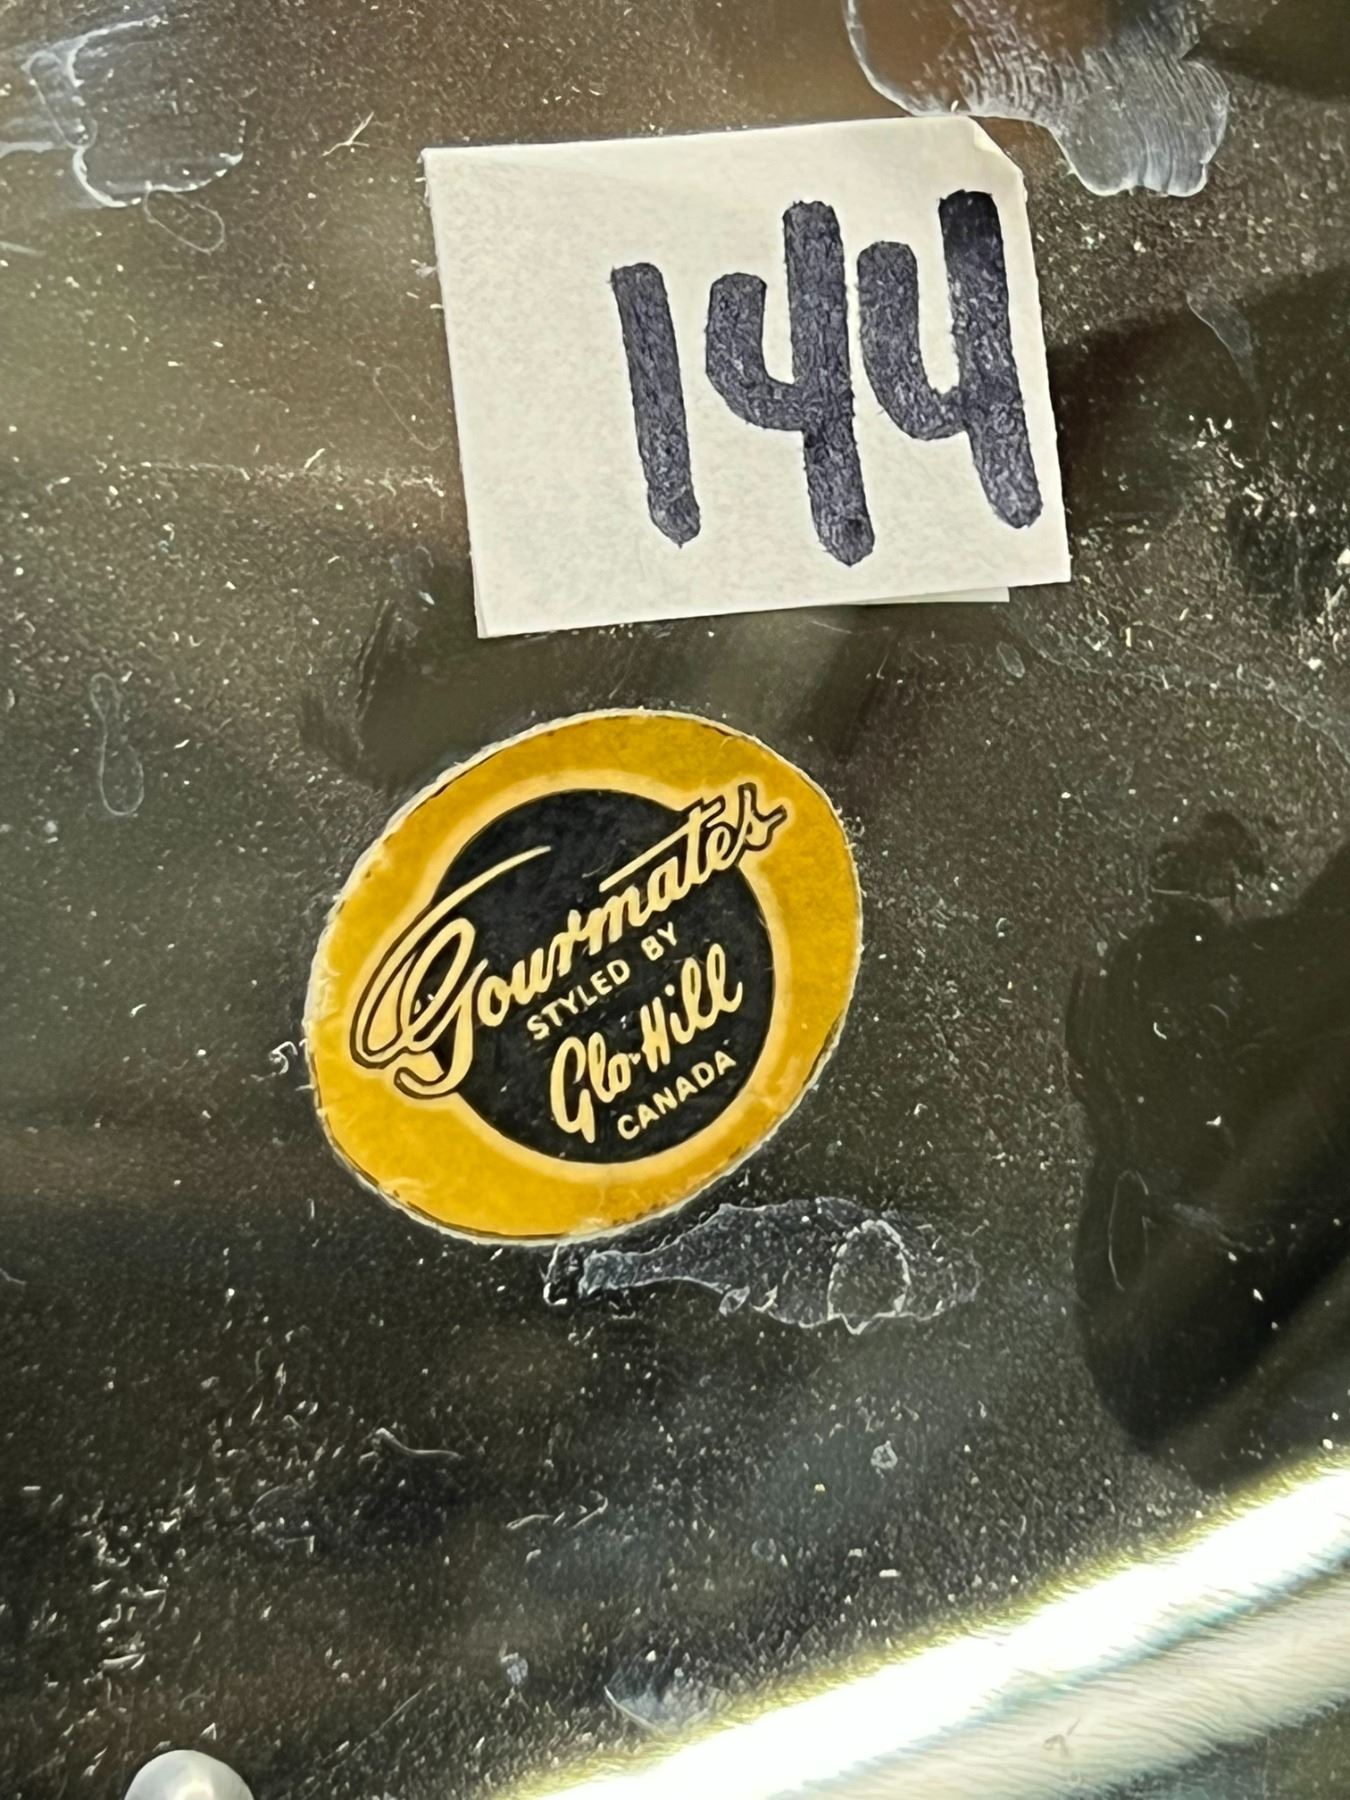 144
Gourmates
STYLED BY
Glo-Hill
CANADA